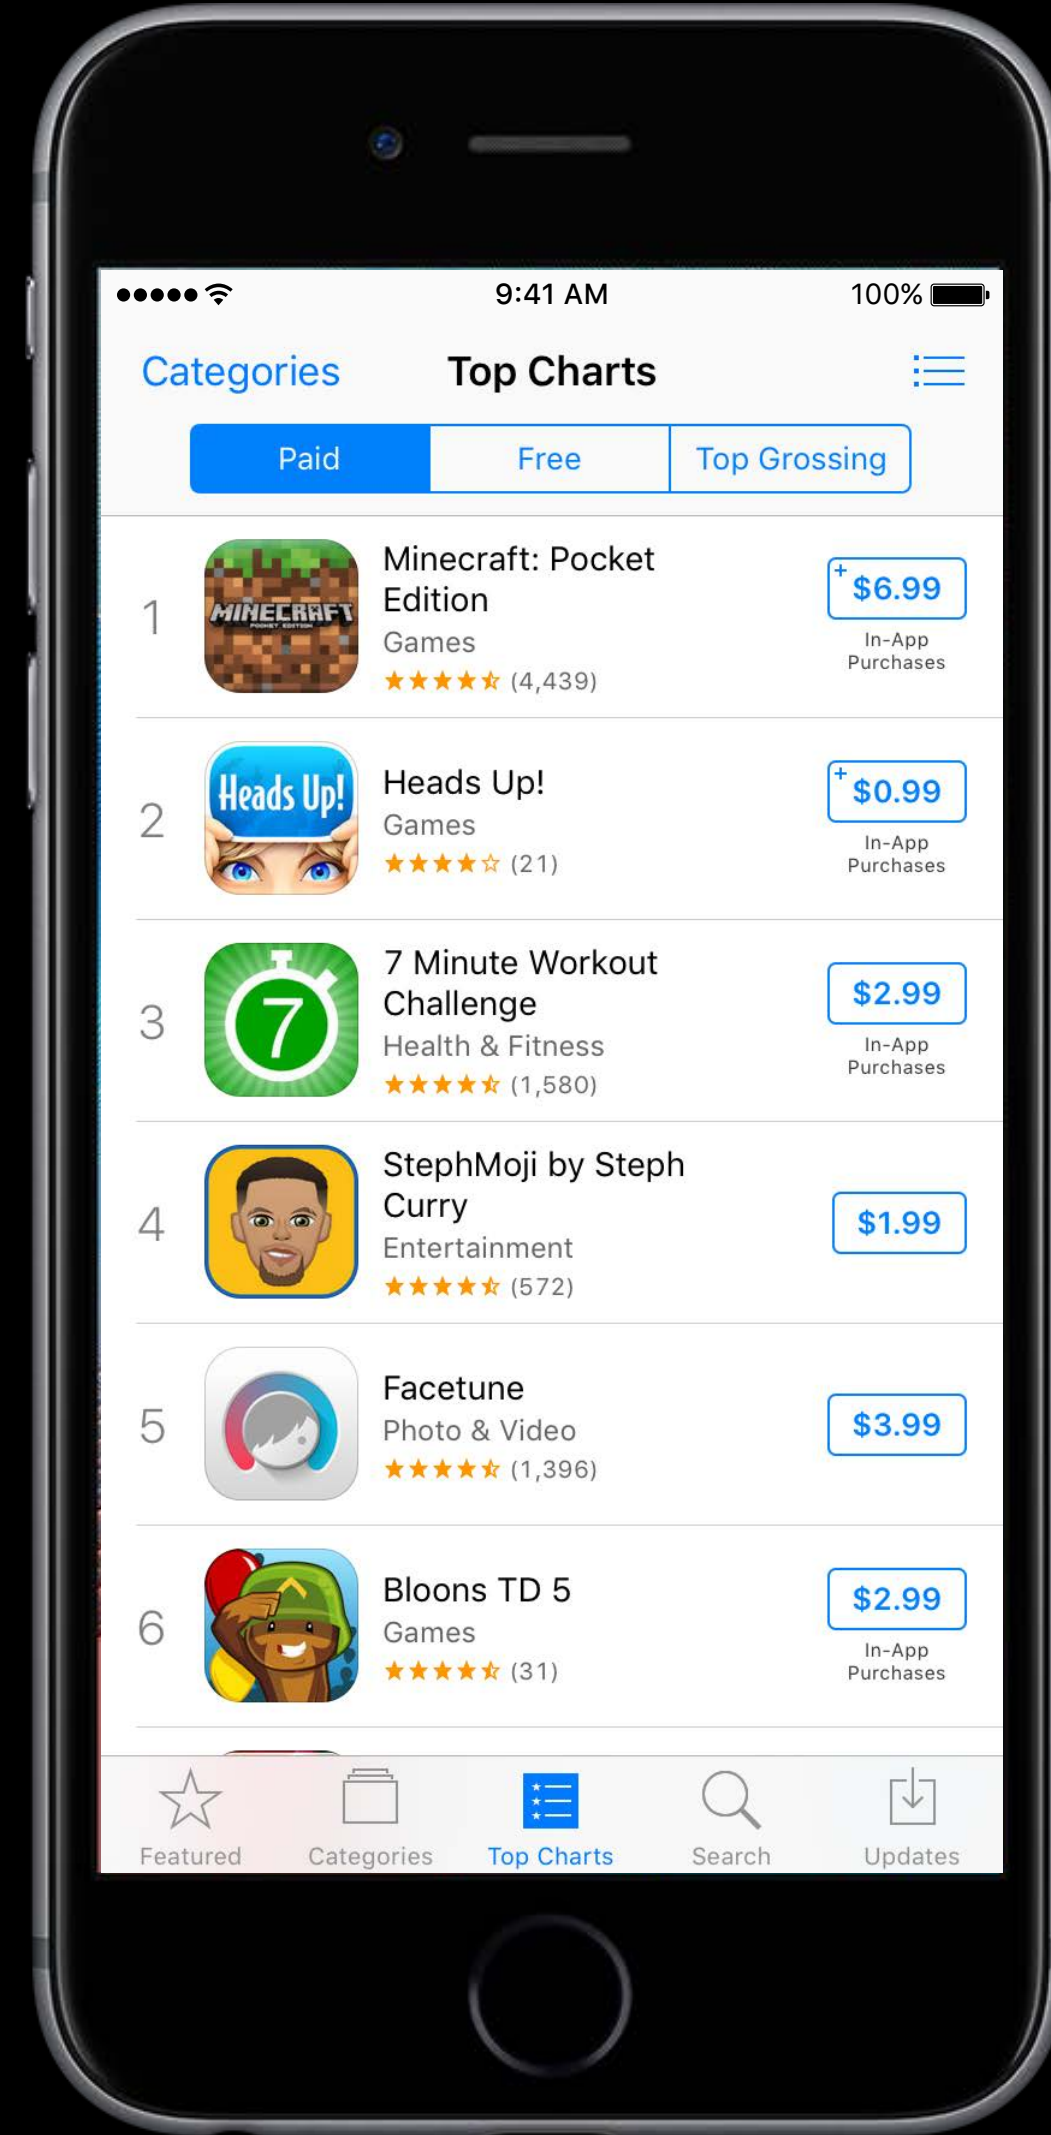 9:41 AM 100%
Categories Top Charts
Paid Free Top Grossing
1
MINECRAFT
POCKET EDITION
Minecraft: Pocket
Edition
Games
(4,439)
+ $6.99
In-App
Purchases
2
Heads Up!
Heads Up!
Games
(21)
+ $0.99
In-App
Purchases
3
7
7 Minute Workout
Challenge
Health & Fitness
(1,580)
$2.99
In-App
Purchases
4
StephMoji by Steph
Curry
Entertainment
(572)
$1.99
5
Facetune
Photo & Video
(1,396)
$3.99
6
Bloons TD 5
Games
(31)
$2.99
In-App
Purchases
Featured Categories Top Charts Search Updates